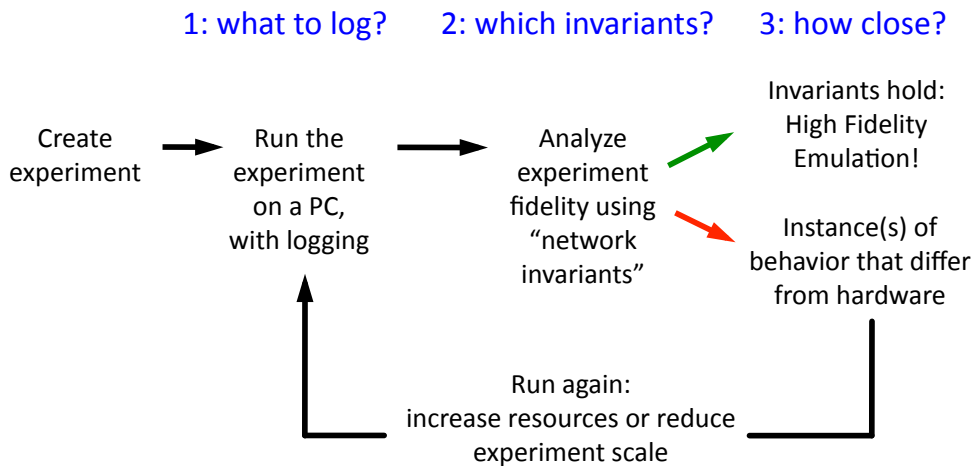 1: what to log?
2: which invariants?
3: how close?
Create
experiment
Run the
experiment
on a PC,
with logging
Analyze
experiment
fidelity using
“network
invariants”
Invariants hold:
High Fidelity
Emulation!
Instance(s) of
behavior that differ
from hardware
Run again:
increase resources or reduce
experiment scale